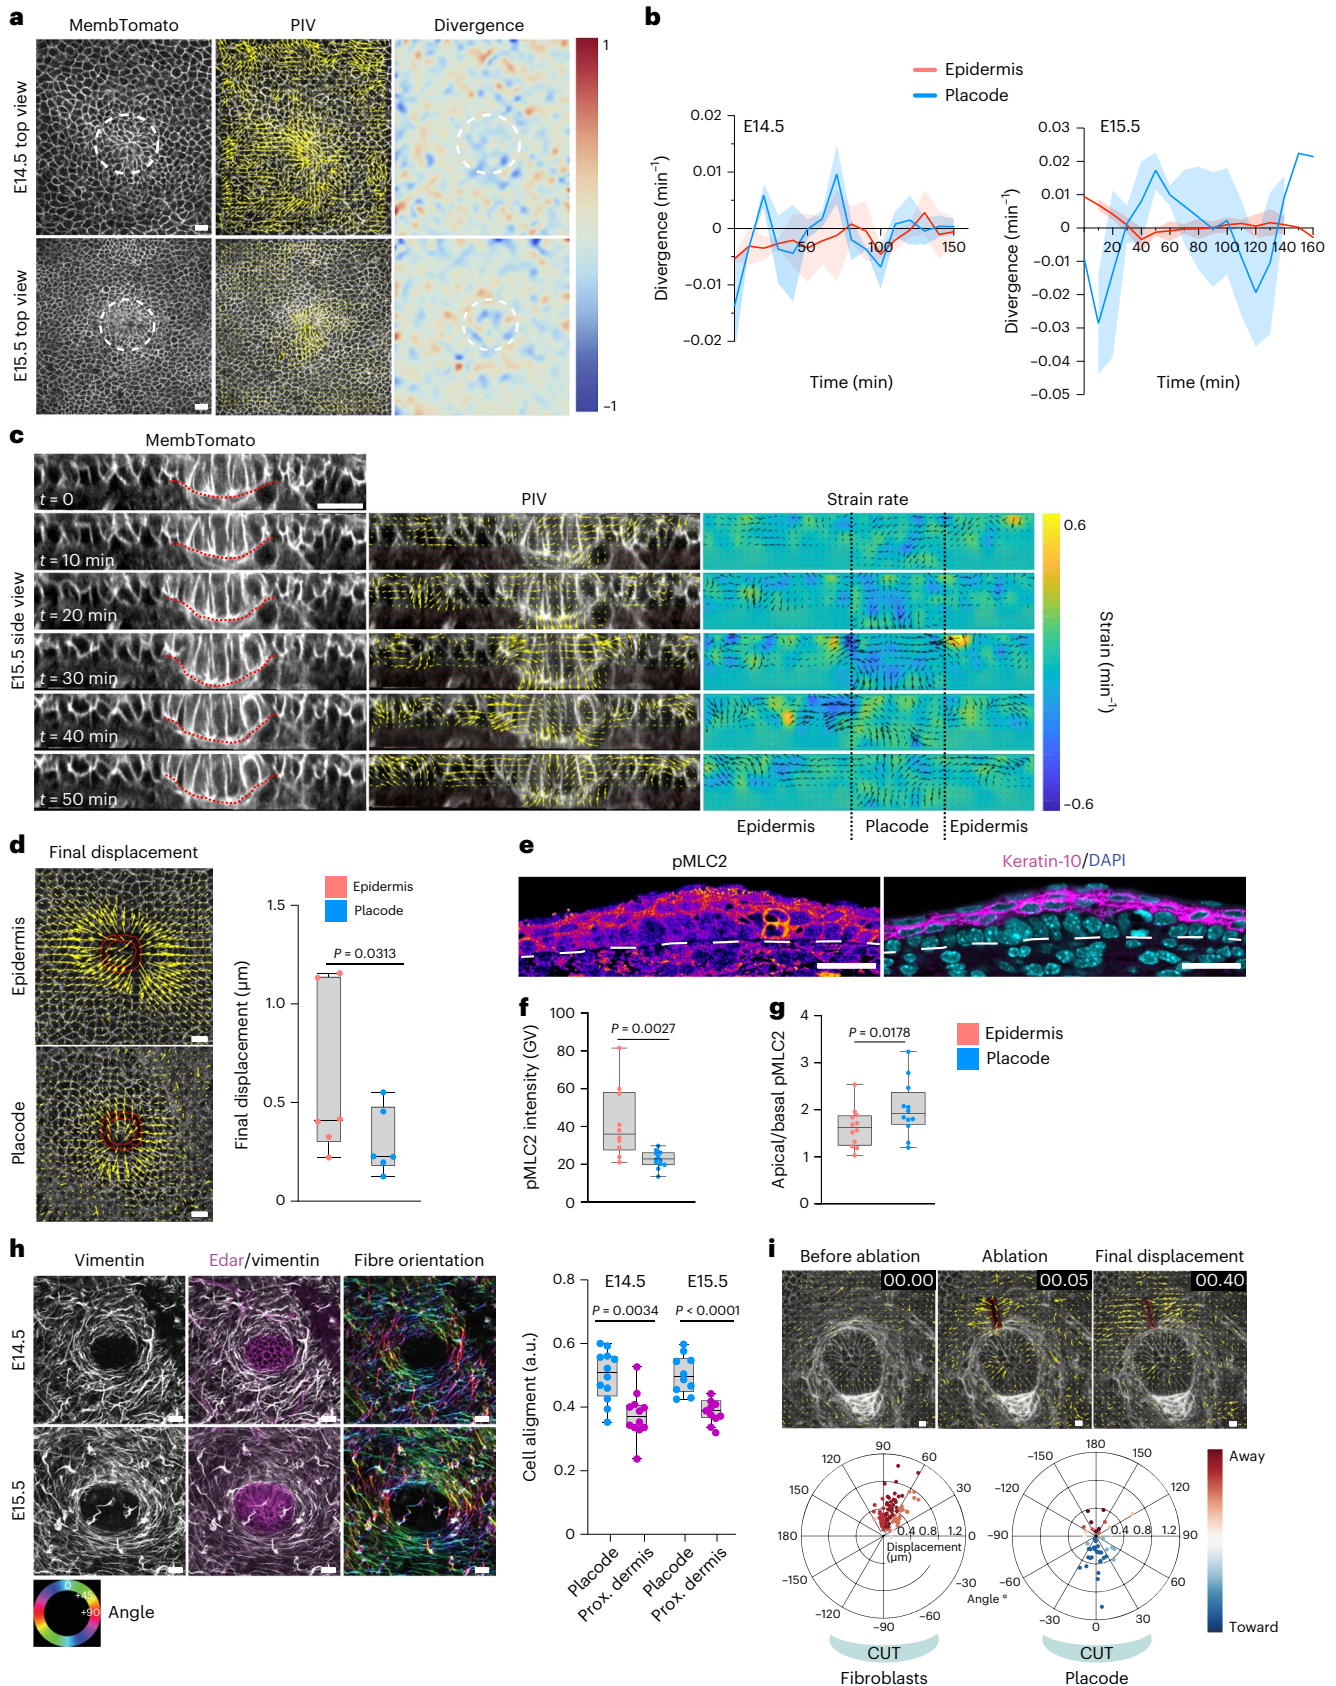 a
MembTomato
PIV
Divergence
E14.5 top view
E15.5 top view
1
–1
b
Epidermis
Placode
E14.5
0.02
0.01
0
–0.01
–0.02
50
100
150
Divergence (min⁻¹)
Time (min)
E15.5
0.03
0.02
0.01
0
–0.01
–0.02
–0.03
–0.04
–0.05
20
40
60
80
100
120
140
160
Divergence (min⁻¹)
Time (min)
c
MembTomato
PIV
Strain rate
E15.5 side view
t = 0
t = 10 min
t = 20 min
t = 30 min
t = 40 min
t = 50 min
0.6
–0.6
Strain (min⁻¹)
Epidermis
Placode
Epidermis
d
Final displacement
Epidermis
Placode
Epidermis
Placode
P = 0.0313
1.5
1.0
0.5
0
Final displacement (μm)
e
pMLC2
Keratin-10/DAPI
f
100
80
60
40
20
0
pMLC2 intensity (GV)
P = 0.0027
g
4
3
2
1
0
Apical/basal pMLC2
P = 0.0178
Epidermis
Placode
h
Vimentin
Edar/vimentin
Fibre orientation
E14.5
E15.5
0
+45
+90
Angle
0.8
0.6
0.4
0.2
0
Cell aligment (a.u.)
E14.5
E15.5
P = 0.0034
P < 0.0001
Placode
Prox. dermis
Placode
Prox. dermis
i
Before ablation
Ablation
Final displacement
00.00
00.05
00.40
90
60
30
0
–30
–60
–90
–120
–150
180
150
120
0.4 0.8 1.2
Displacement
(μm)
Angle °
CUT
Fibroblasts
180
150
120
90
60
30
0
–30
–60
–90
–120
–150
0.4 0.8 1.2
CUT
Placode
Away
Toward